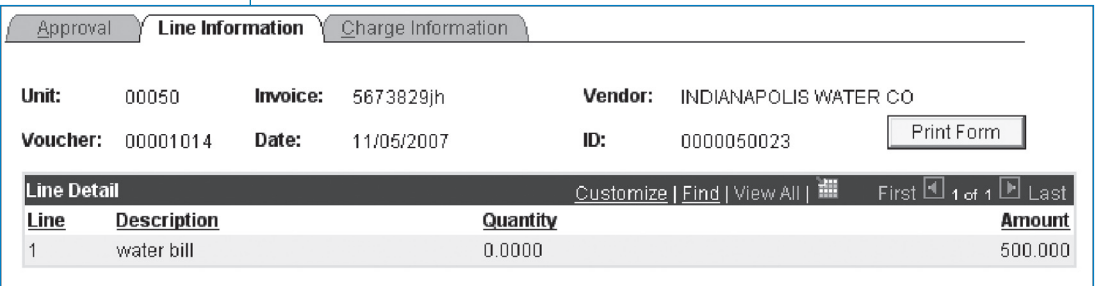 Approval Line Information Charge Information
Unit: 00050 Invoice: 5673829jh Vendor: INDIANAPOLIS WATER CO
Voucher: 00001014 Date: 11/05/2007 ID: 0000050023 Print Form
Line Detail Customize | Find | View All | First 1 of 1 Last
Line Description Quantity Amount
1 water bill 0.0000 500.000